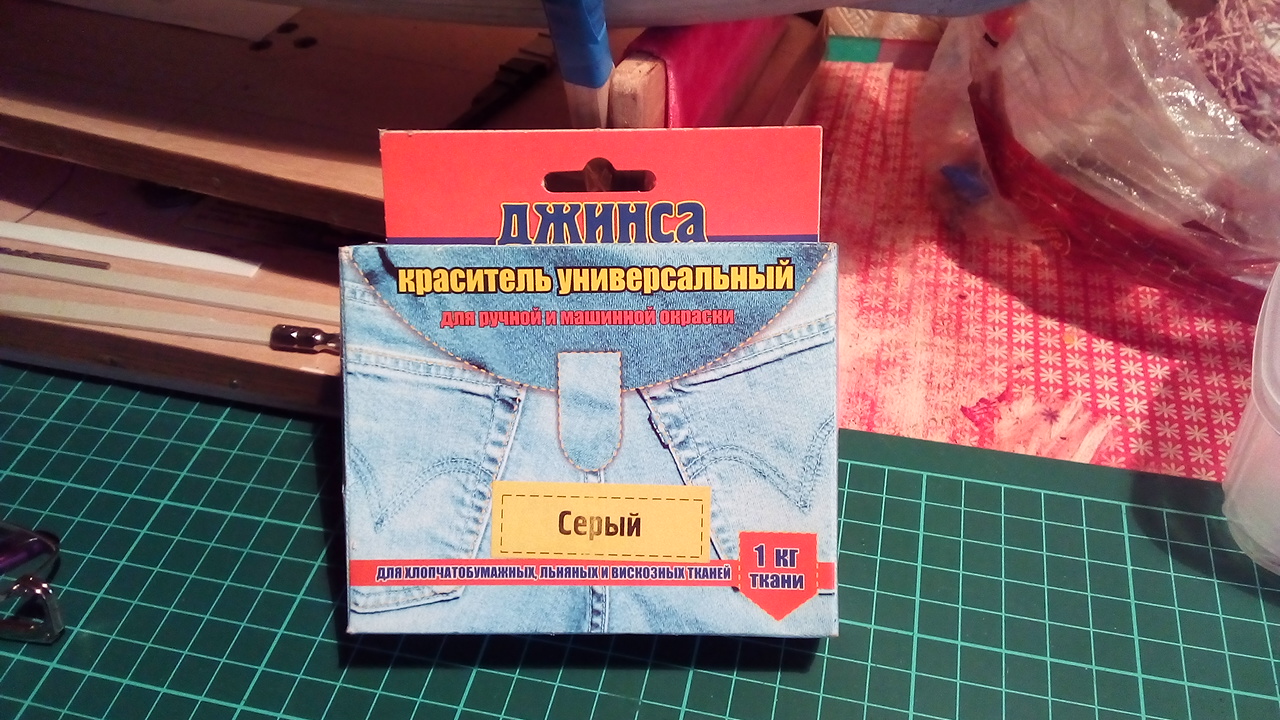 джинса
краситель универсальный
для ручной и машинной окраски
Серый
ДЛЯ ХЛОПЧАТОБУМАЖНЫХ, ЛЬНЯНЫХ И ВИСКОЗНЫХ ТКАНЕЙ
1 кг
ткани